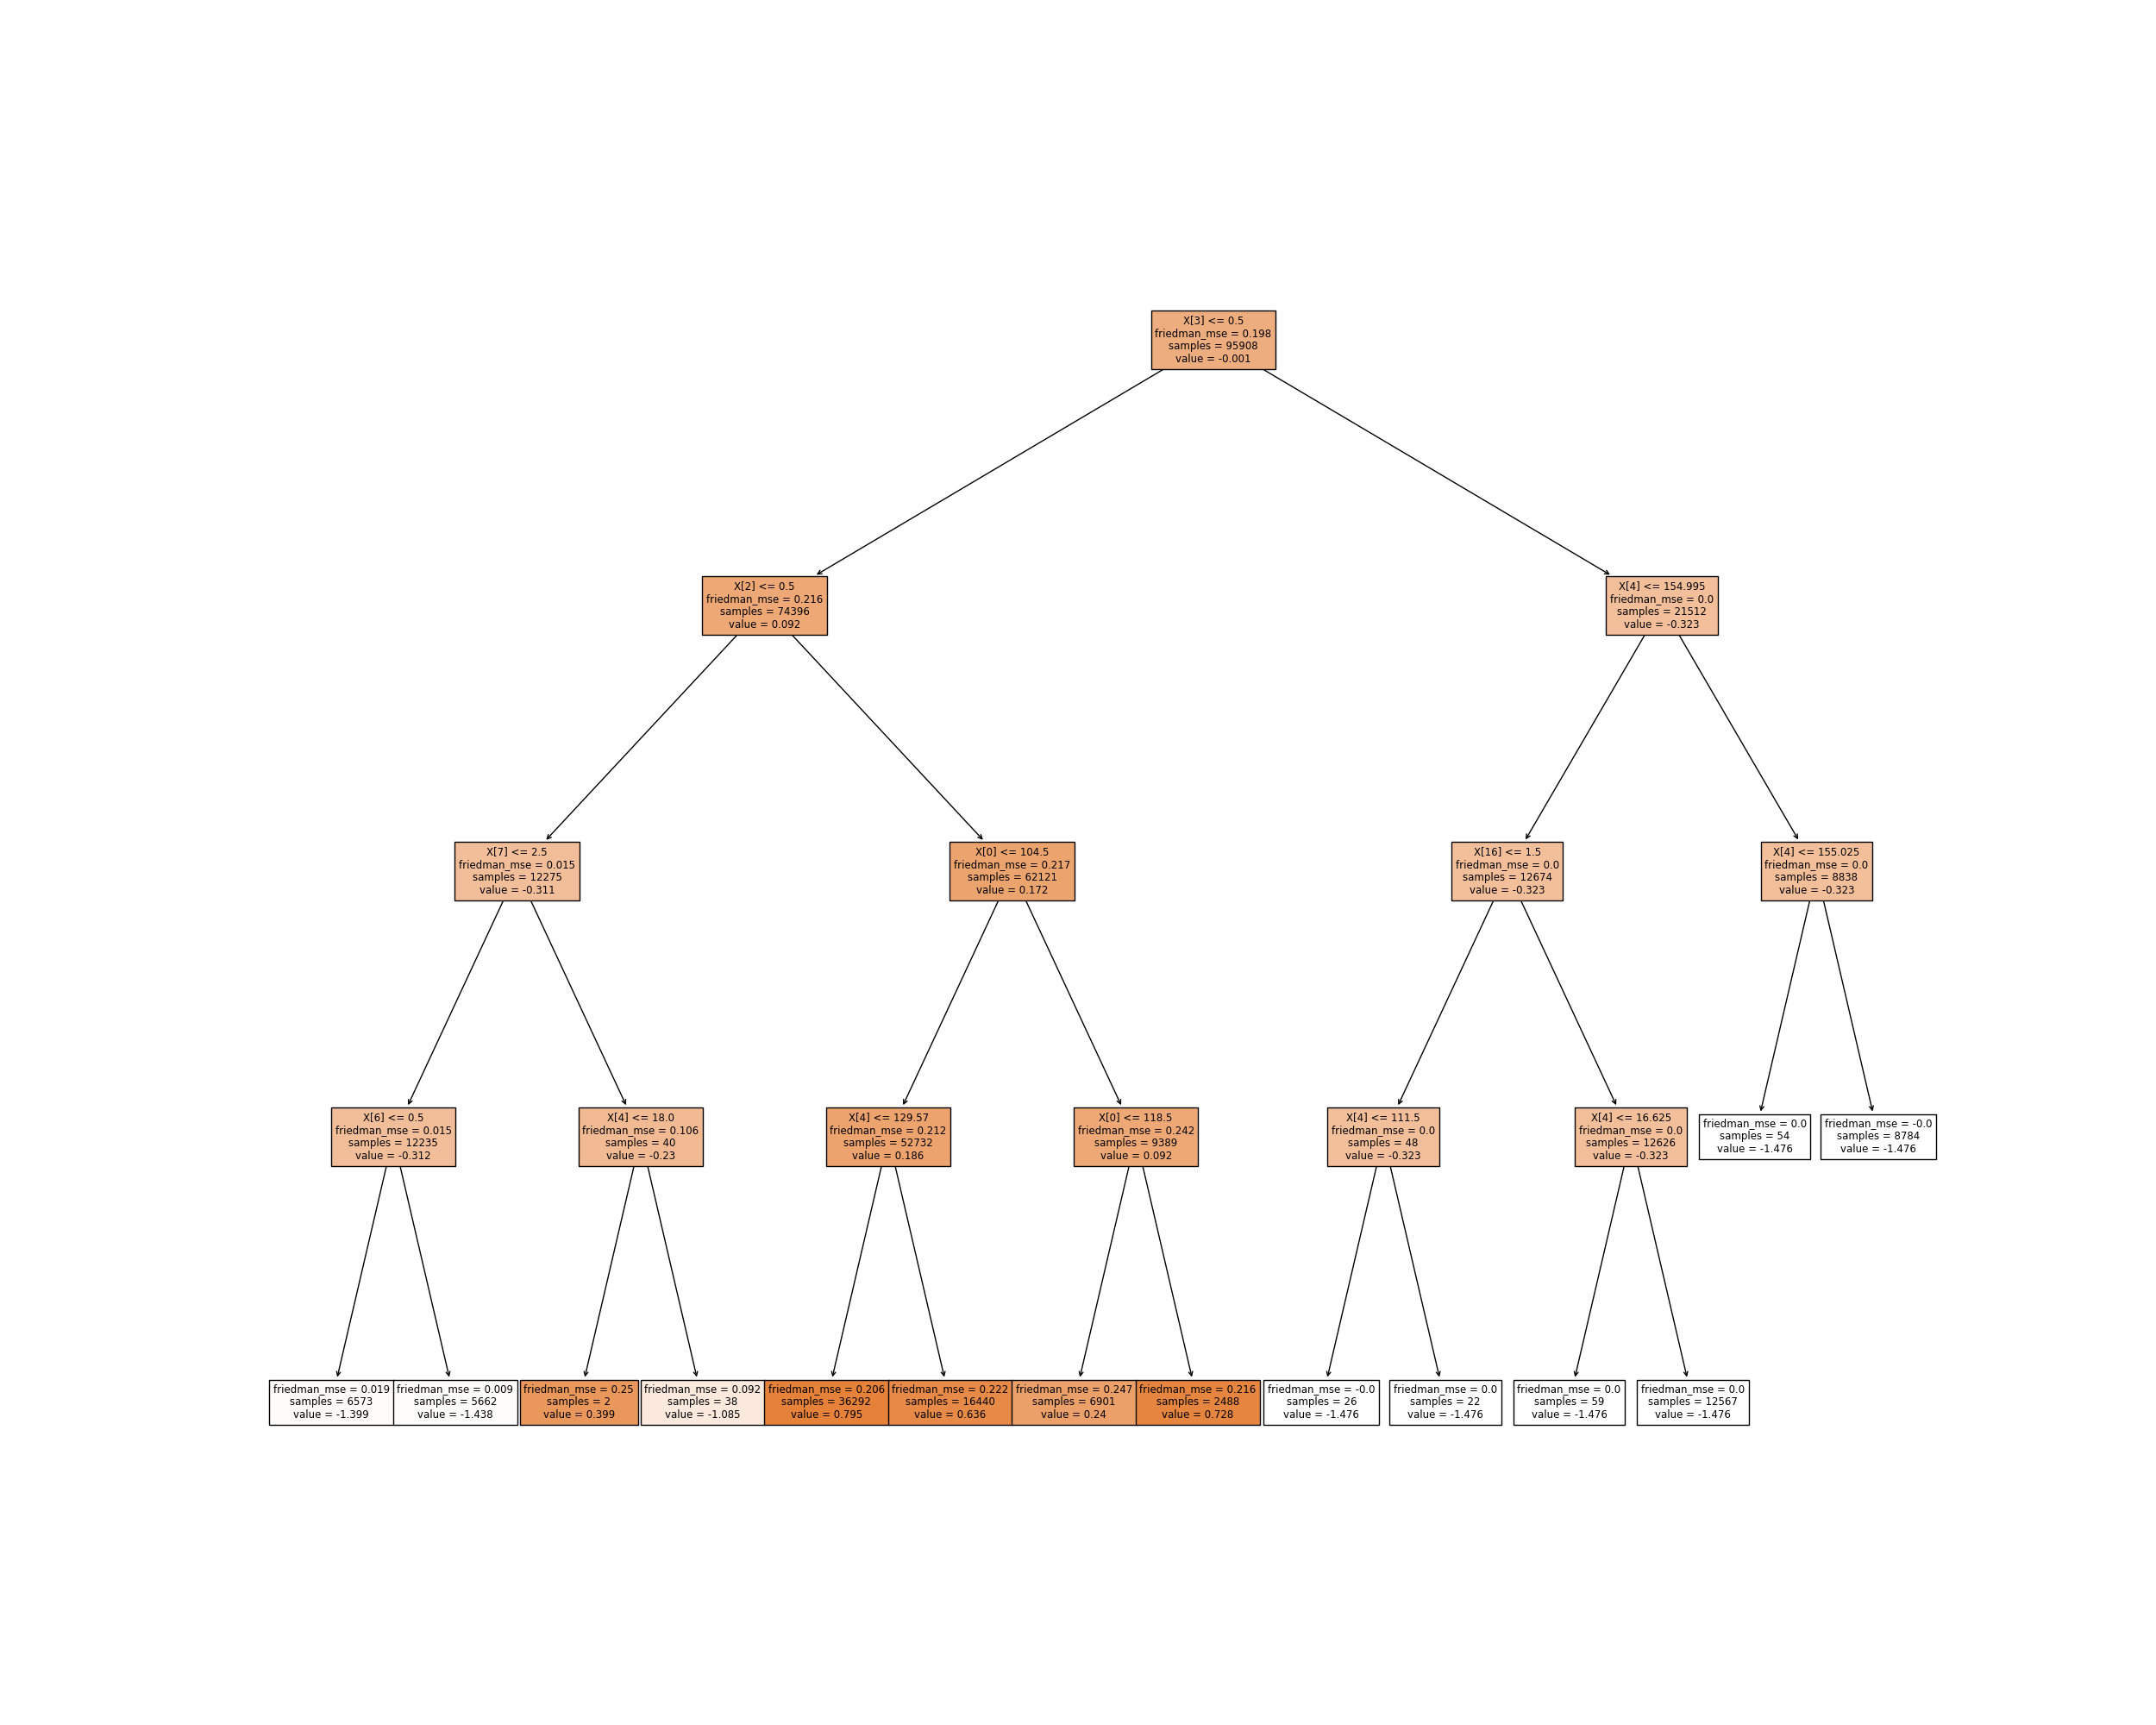 X[3] <= 0.5
friedman_mse = 0.198
samples = 95908
value = -0.001
X[2] <= 0.5
friedman_mse = 0.216
samples = 74396
value = 0.092
X[4] <= 154.995
friedman_mse = 0.0
samples = 21512
value = -0.323
X[7] <= 2.5
friedman_mse = 0.015
samples = 12275
value = -0.311
X[0] <= 104.5
friedman_mse = 0.217
samples = 62121
value = 0.172
X[16] <= 1.5
friedman_mse = 0.0
samples = 12674
value = -0.323
X[4] <= 155.025
friedman_mse = 0.0
samples = 8838
value = -0.323
X[6] <= 0.5
friedman_mse = 0.015
samples = 12235
value = -0.312
X[4] <= 18.0
friedman_mse = 0.106
samples = 40
value = -0.23
X[4] <= 129.57
friedman_mse = 0.212
samples = 52732
value = 0.186
X[0] <= 118.5
friedman_mse = 0.242
samples = 9389
value = 0.092
X[4] <= 111.5
friedman_mse = 0.0
samples = 48
value = -0.323
X[4] <= 16.625
friedman_mse = 0.0
samples = 12626
value = -0.323
friedman_mse = 0.0
samples = 54
value = -1.476
friedman_mse = -0.0
samples = 8784
value = -1.476
friedman_mse = 0.019
samples = 6573
value = -1.399
friedman_mse = 0.009
samples = 5662
value = -1.438
friedman_mse = 0.25
samples = 2
value = 0.399
friedman_mse = 0.092
samples = 38
value = -1.085
friedman_mse = 0.206
samples = 36292
value = 0.795
friedman_mse = 0.222
samples = 16440
value = 0.636
friedman_mse = 0.247
samples = 6901
value = 0.24
friedman_mse = 0.216
samples = 2488
value = 0.728
friedman_mse = -0.0
samples = 26
value = -1.476
friedman_mse = 0.0
samples = 22
value = -1.476
friedman_mse = 0.0
samples = 59
value = -1.476
friedman_mse = 0.0
samples = 12567
value = -1.476